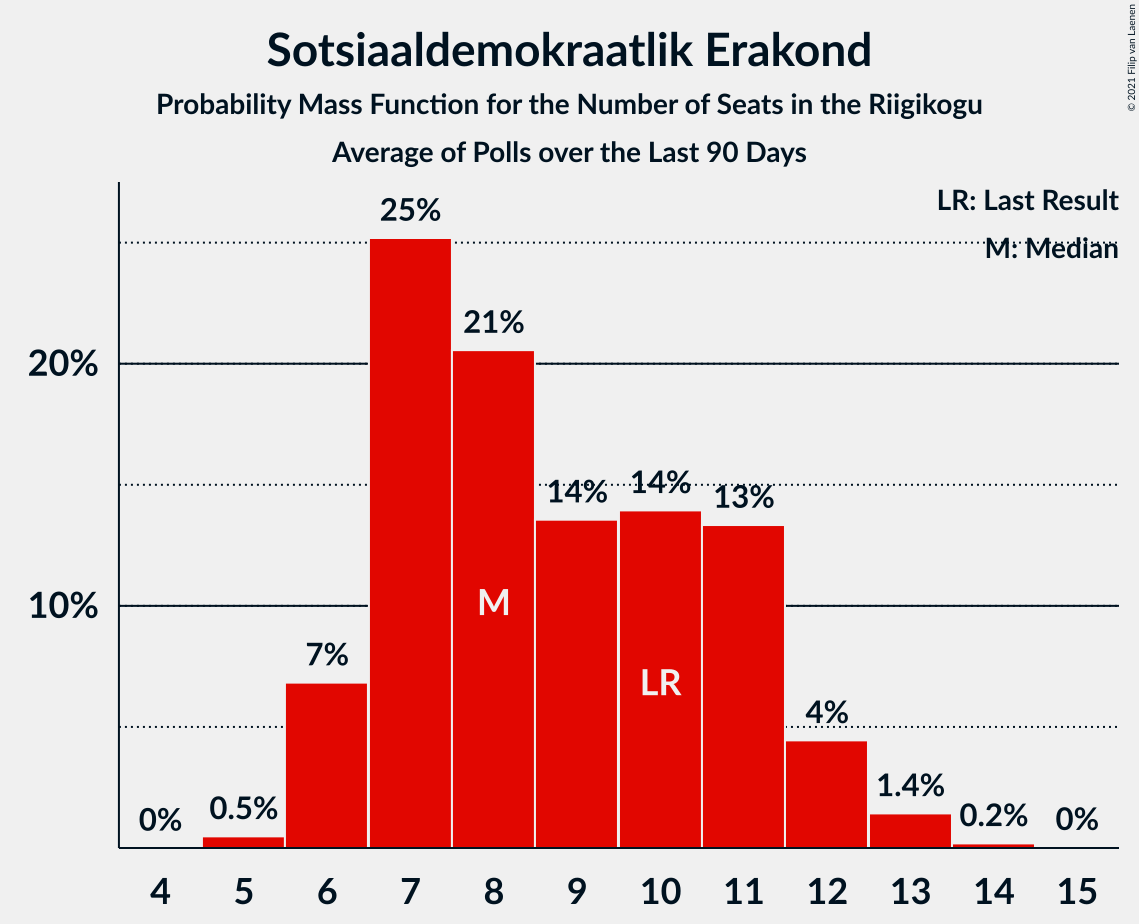 Sotsiaaldemokraatlik Erakond
Probability Mass Function for the Number of Seats in the Riigikogu
Average of Polls over the Last 90 Days
© 2021 Filip van Laenen
LR: Last Result
M: Median
25%
21%
20%
14% 14% 13%
10%
M
LR
7%
4%
1.4%
0% 0.5% 0.2% 0%
4 5 6 7 8 9 10 11 12 13 14 15